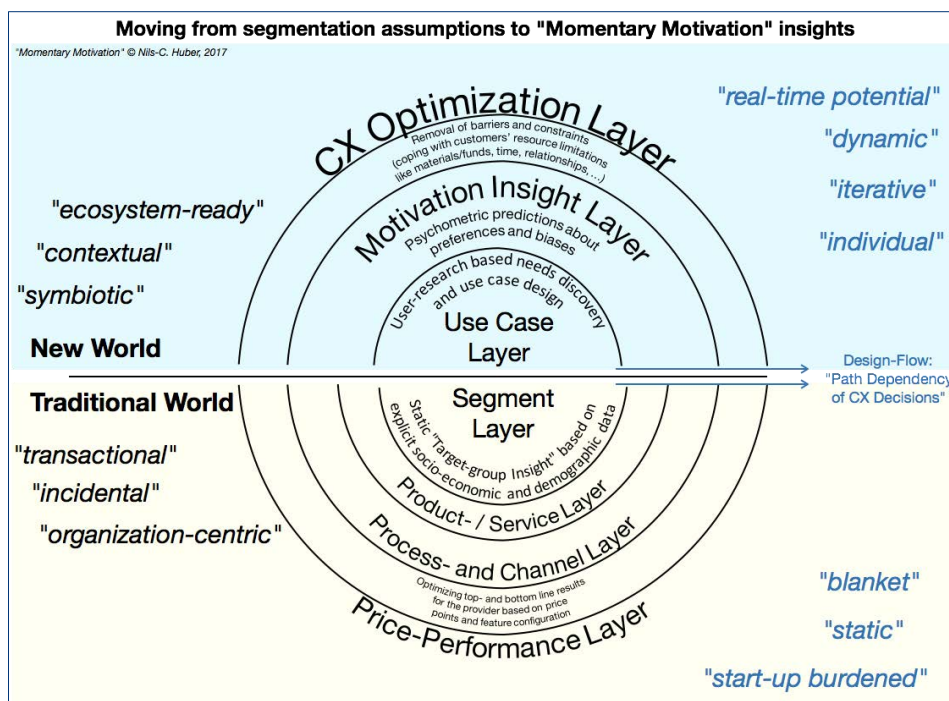 Moving from segmentation assumptions to "Momentary Motivation" insights
"Momentary Motivation" © Nils-C. Huber, 2017
CX Optimization Layer
Removal of barriers and constraints
(coping with customers' resource limitations
like materials/funds, time, relationships,…)
Motivation Insight Layer
Psychometric predictions about
preferences and biases
User-research based needs discovery
and use case design
Use Case
Layer
"ecosystem-ready"
"contextual"
"symbiotic"
New World
"real-time potential"
"dynamic"
"iterative"
"individual"
Design-Flow:
"Path Dependency
of CX Decisions"
Traditional World
"transactional"
"incidental"
"organization-centric"
Segment
Layer
Static "Target-group Insight" based on
explicit socio-economic and demographic data
Product- / Service Layer
Process- and Channel Layer
Optimizing top- and bottom line results
for the provider based on price
points and feature configuration
Price-Performance Layer
"blanket"
"static"
"start-up burdened"